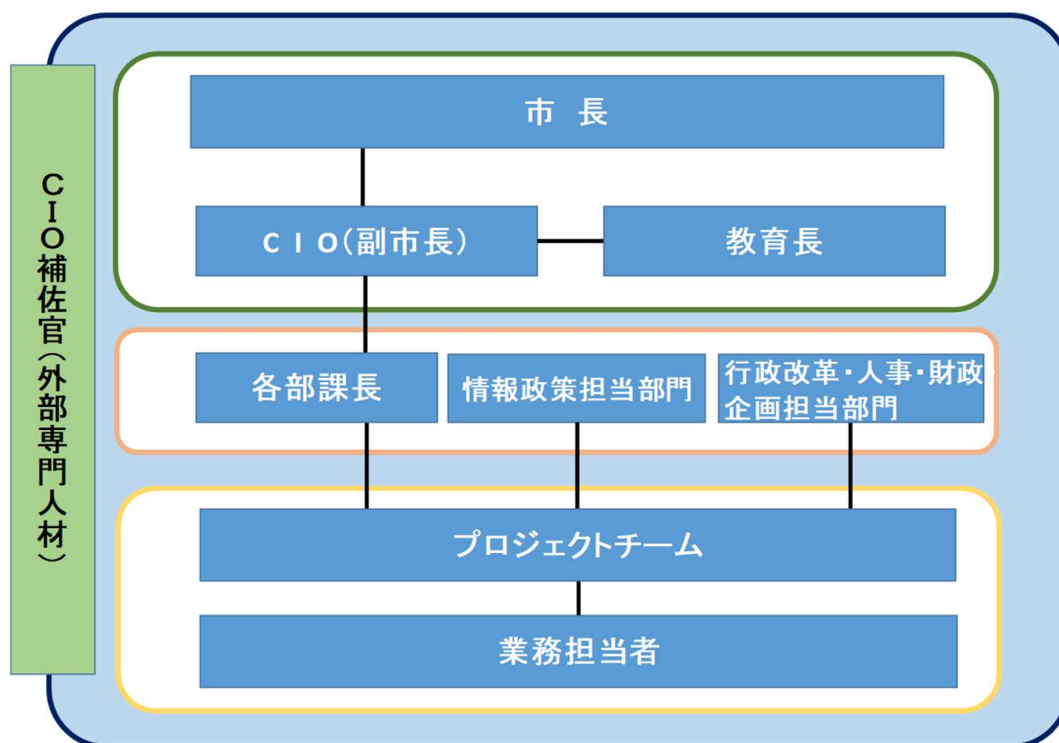 CIO補佐官(外部専門人材)
市 長
CIO(副市長)
教育長
各部課長
情報政策担当部門
行政改革・人事・財政・
企画担当部門
プロジェクトチーム
業務担当者